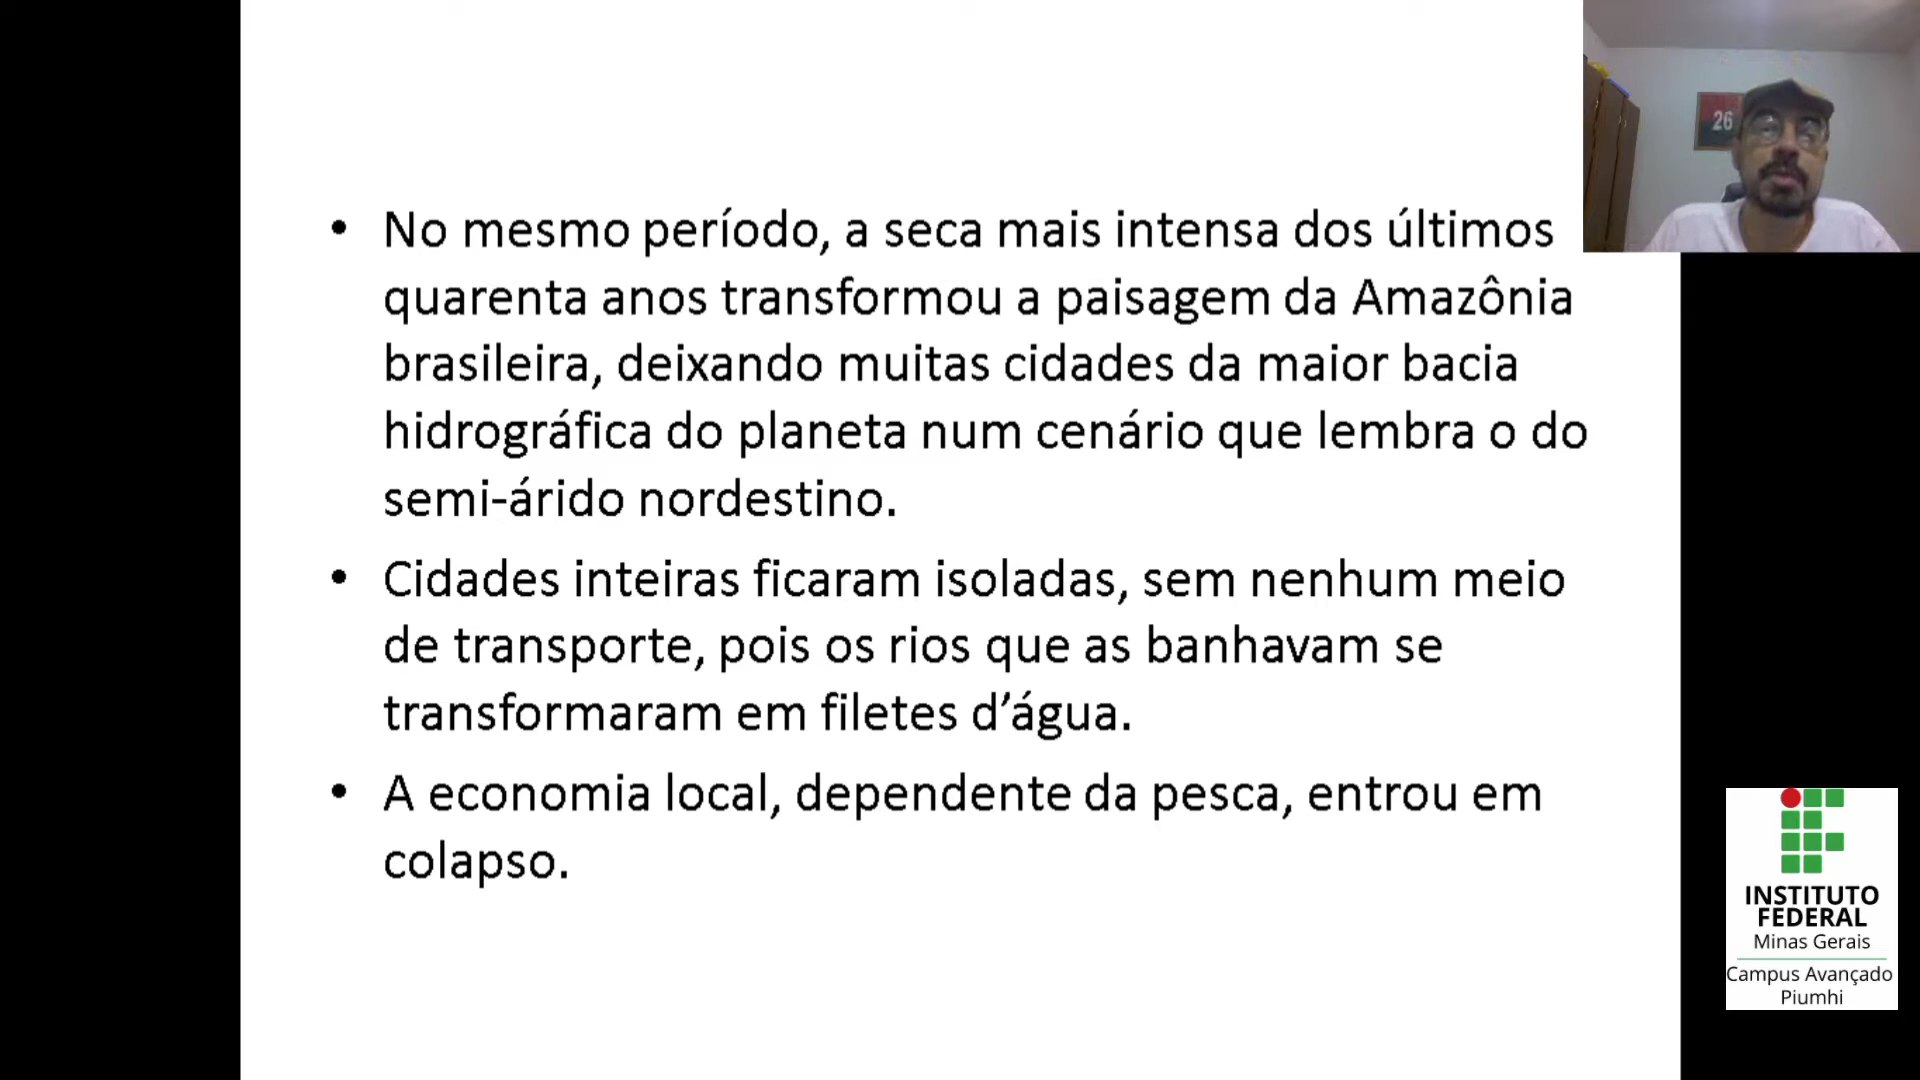 • No mesmo período, a seca mais intensa dos últimos
quarenta anos transformou a paisagem da Amazônia
brasileira, deixando muitas cidades da maior bacia
hidrográfica do planeta num cenário que lembra o do
semi-árido nordestino.
• Cidades inteiras ficaram isoladas, sem nenhum meio
de transporte, pois os rios que as banhavam se
transformaram em filetes d’água.
• A economia local, dependente da pesca, entrou em
colapso.
26
INSTITUTO
FEDERAL
Minas Gerais
Campus Avançado
Piumhi